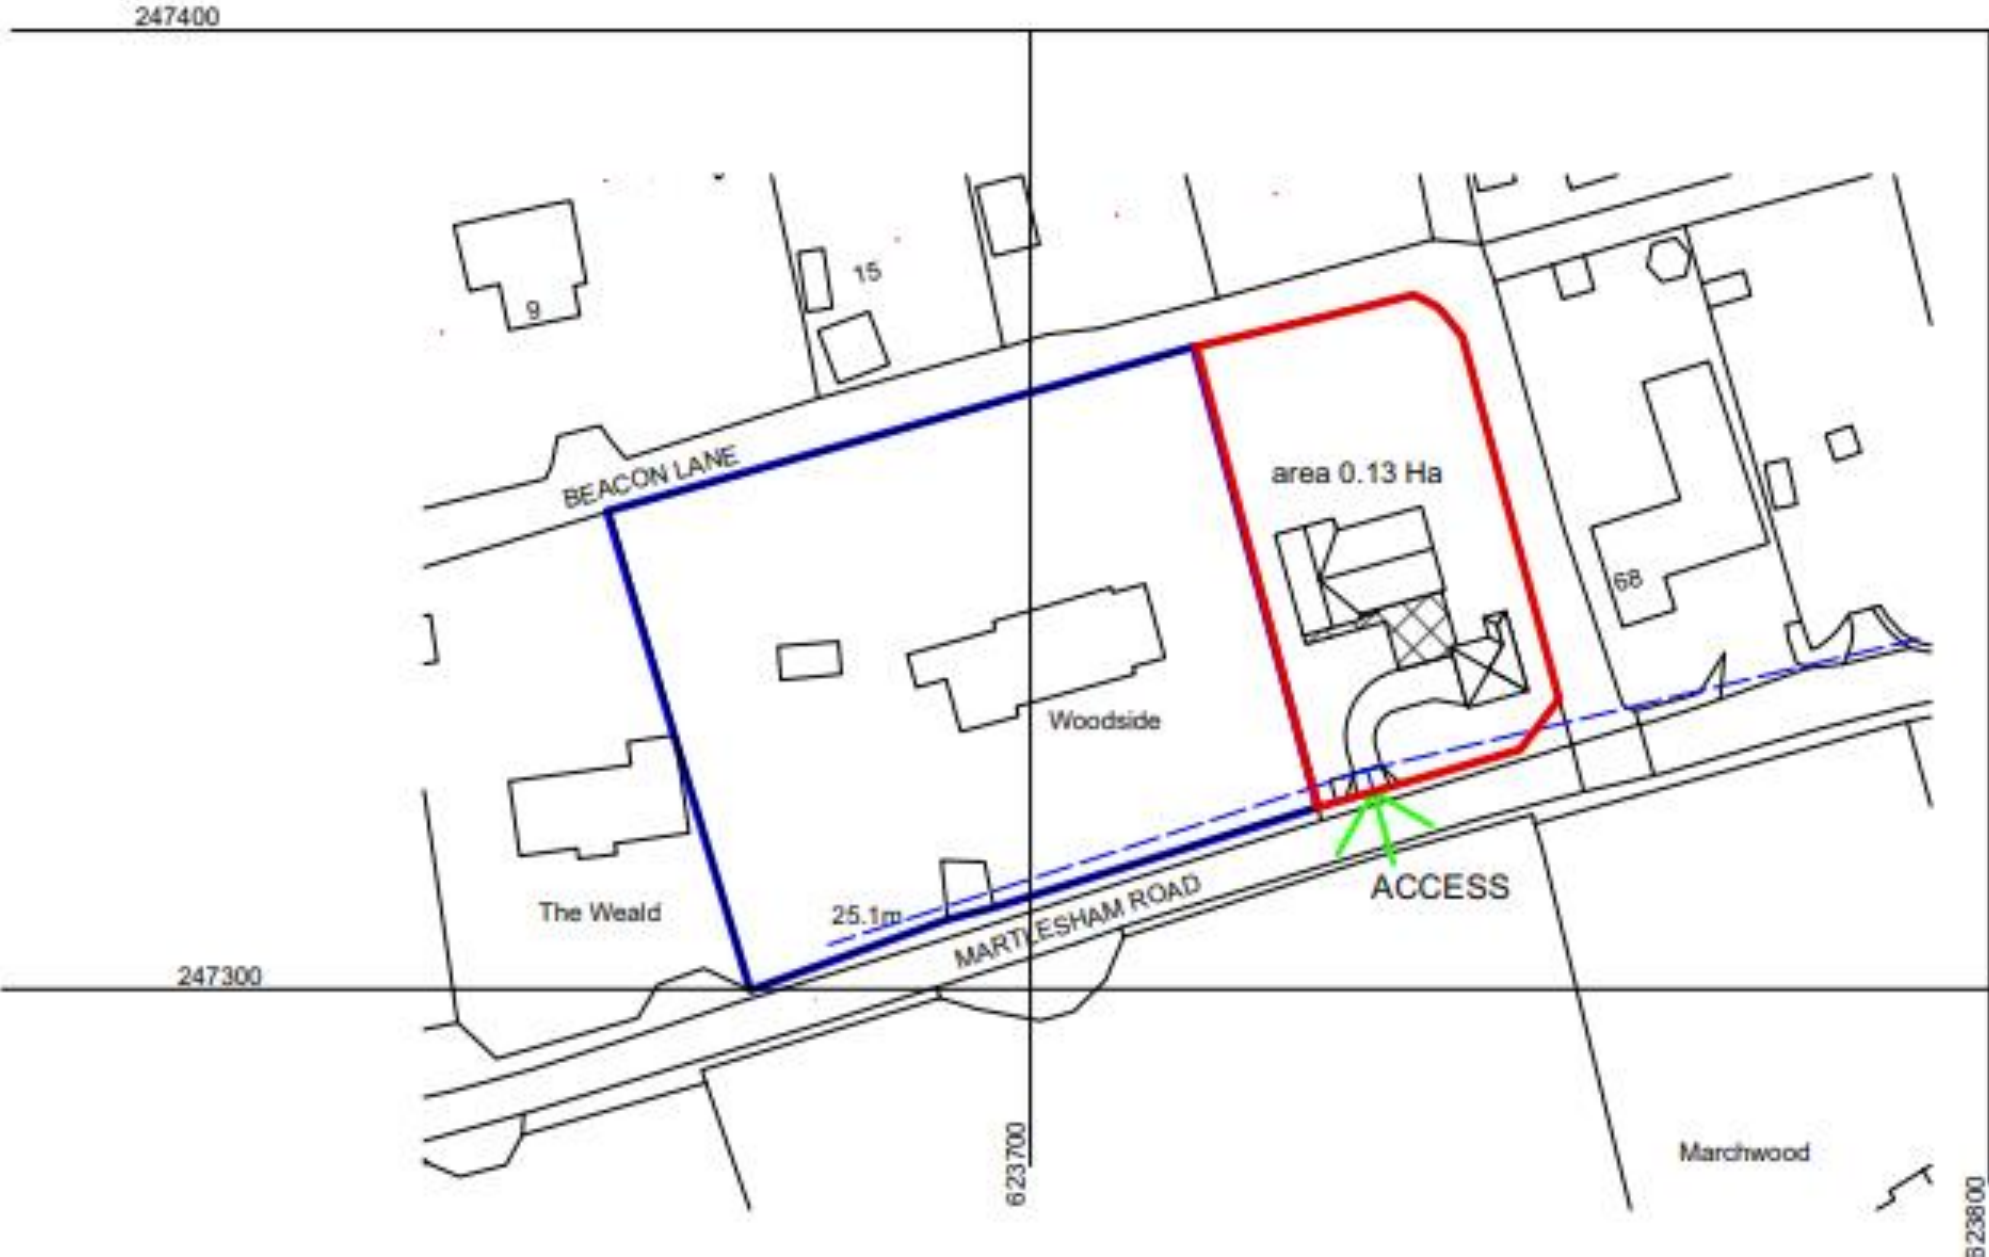 247400
15
9
BEACON LANE
area 0.13 Ha
68
Woodside
The Weald
25.1m
MARTLESHAM ROAD
ACCESS
247300
623700
Marchwood
623800